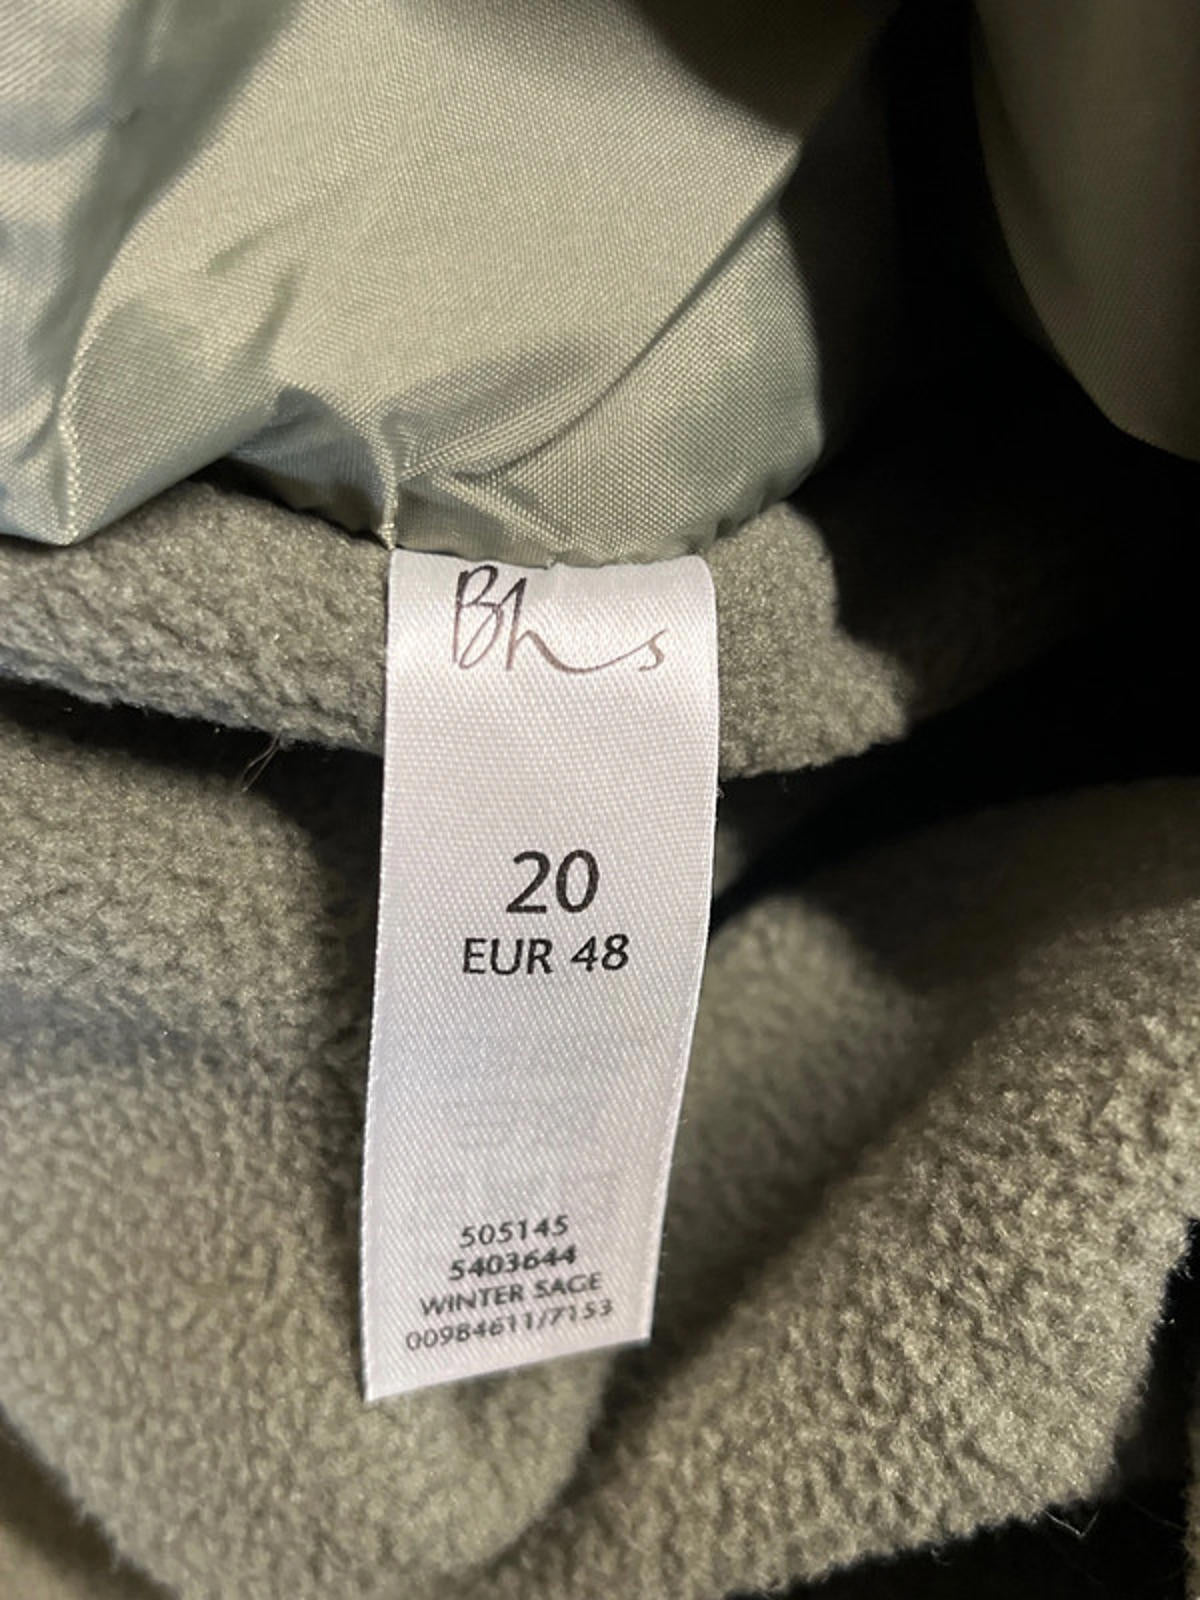 Bhs
20
EUR 48
505145
5403644
WINTER SAGE
00984611/7153